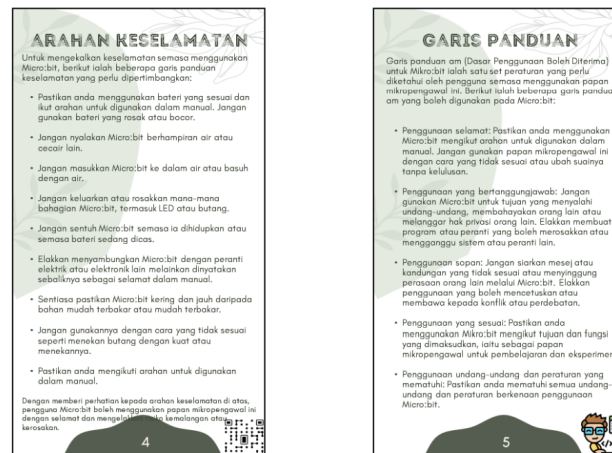 ARAHAN KESELAMATAN
Untuk mengekalkan keselamatan semasa menggunakan
Micro:bit, berikut ialah beberapa garis panduan
keselamatan yang perlu dipertimbangkan:
• Pastikan anda menggunakan bateri yang sesuai dan
ikut arahan untuk digunakan dalam manual. Jangan
gunakan bateri yang rosak atau bocor.
• Jangan nyalakan Micro:bit berhampiran air atau
cecair lain.
• Jangan masukkan Micro:bit ke dalam air atau basuh
dengan air.
• Jangan keluarkan atau rosakkan mana-mana
bahagian Micro:bit, termasuk LED atau butang.
• Jangan sentuh Micro:bit semasa ia dihidupkan atau
semasa bateri sedang dicas.
• Elakkan menyambungkan Micro:bit dengan peranti
elektrik atau elektronik lain melainkan dinyatakan
sebaliknya sebagai selamat dalam manual.
• Sentiasa pastikan Micro:bit kering dan jauh daripada
bahan mudah terbakar atau mudah terbakar.
• Jangan gunakannya dengan cara yang tidak sesuai
seperti menekan butang dengan kuat atau
menekannya.
• Pastikan anda mengikuti arahan untuk digunakan
dalam manual.
Dengan memberi perhatian kepada arahan keselamatan di atas,
pengguna Micro:bit boleh menggunakan papan mikropengawal ini
dengan selamat dan mengelakkan risiko kemalangan atau
kerosakan.
4
GARIS PANDUAN
Garis panduan am (Dasar Penggunaan Boleh Diterima)
untuk Mikro:bit ialah satu set peraturan yang perlu
diketahui oleh pengguna semasa menggunakan papan
mikropengawal ini. Berikut ialah beberapa garis panduan
am yang boleh digunakan pada Micro:bit:
• Penggunaan selamat: Pastikan anda menggunakan
Micro:bit mengikut arahan untuk digunakan dalam
manual. Jangan gunakan papan mikropengawal ini
dengan cara yang tidak sesuai atau ubah suainya
tanpa kelulusan.
• Penggunaan yang bertanggungjawab: Jangan
gunakan Micro:bit untuk tujuan yang menyalahi
undang-undang, membahayakan orang lain atau
melanggar hak privasi orang lain. Elakkan membuat
program atau peranti yang boleh merosakkan atau
mengganggu sistem atau peranti lain.
• Penggunaan sopan: Jangan siarkan mesej atau
kandungan yang tidak sesuai atau menyinggung
perasaan orang lain melalui Micro:bit. Elakkan
penggunaan yang boleh mencetuskan atau
membawa kepada konflik atau perdebatan.
• Penggunaan yang sesuai: Pastikan anda
menggunakan Mikro:bit mengikut tujuan dan fungsi
yang dimaksudkan, iaitu sebagai papan
mikropengawal untuk pembelajaran dan eksperimen
• Penggunaan undang-undang dan peraturan yang
mematuhi: Pastikan anda mematuhi semua undang-
undang dan peraturan berkenaan penggunaan
Micro:bit.
5